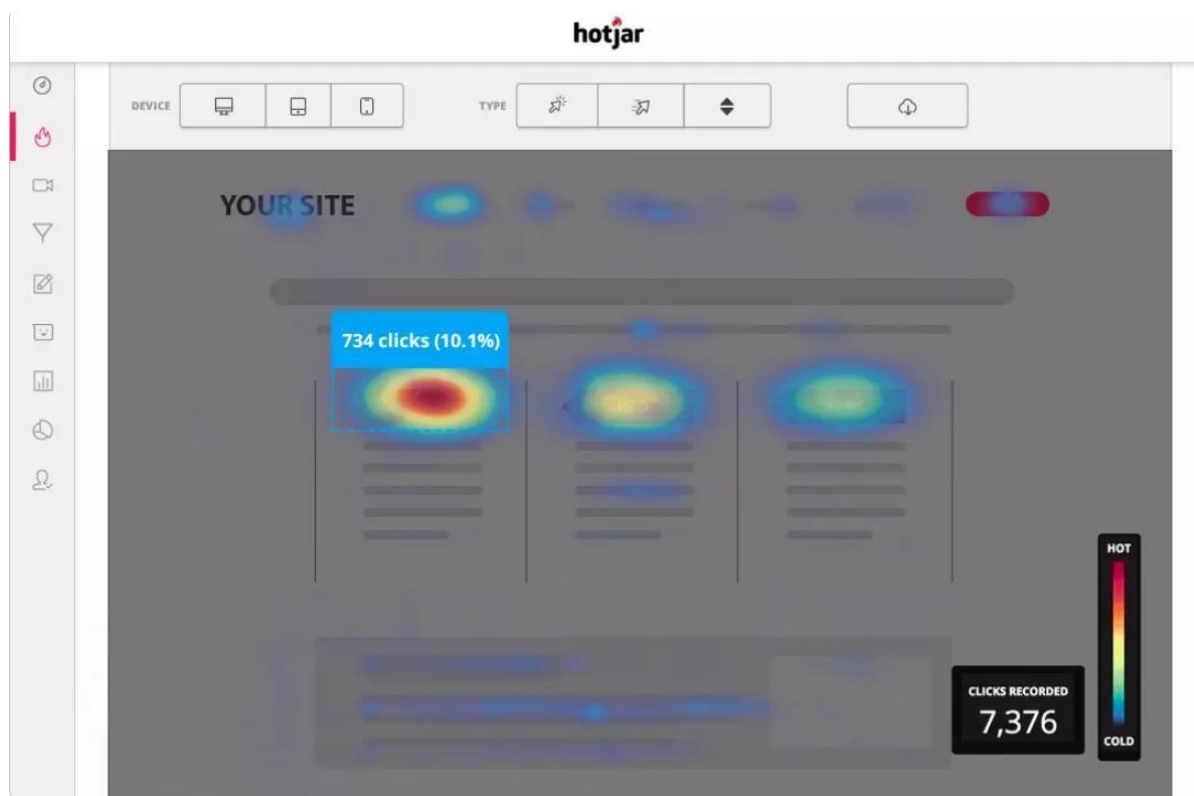 hotjar
DEVICE
TYPE
YOUR SITE
734 clicks (10.1%)
HOT
CLICKS RECORDED
7,376
COLD